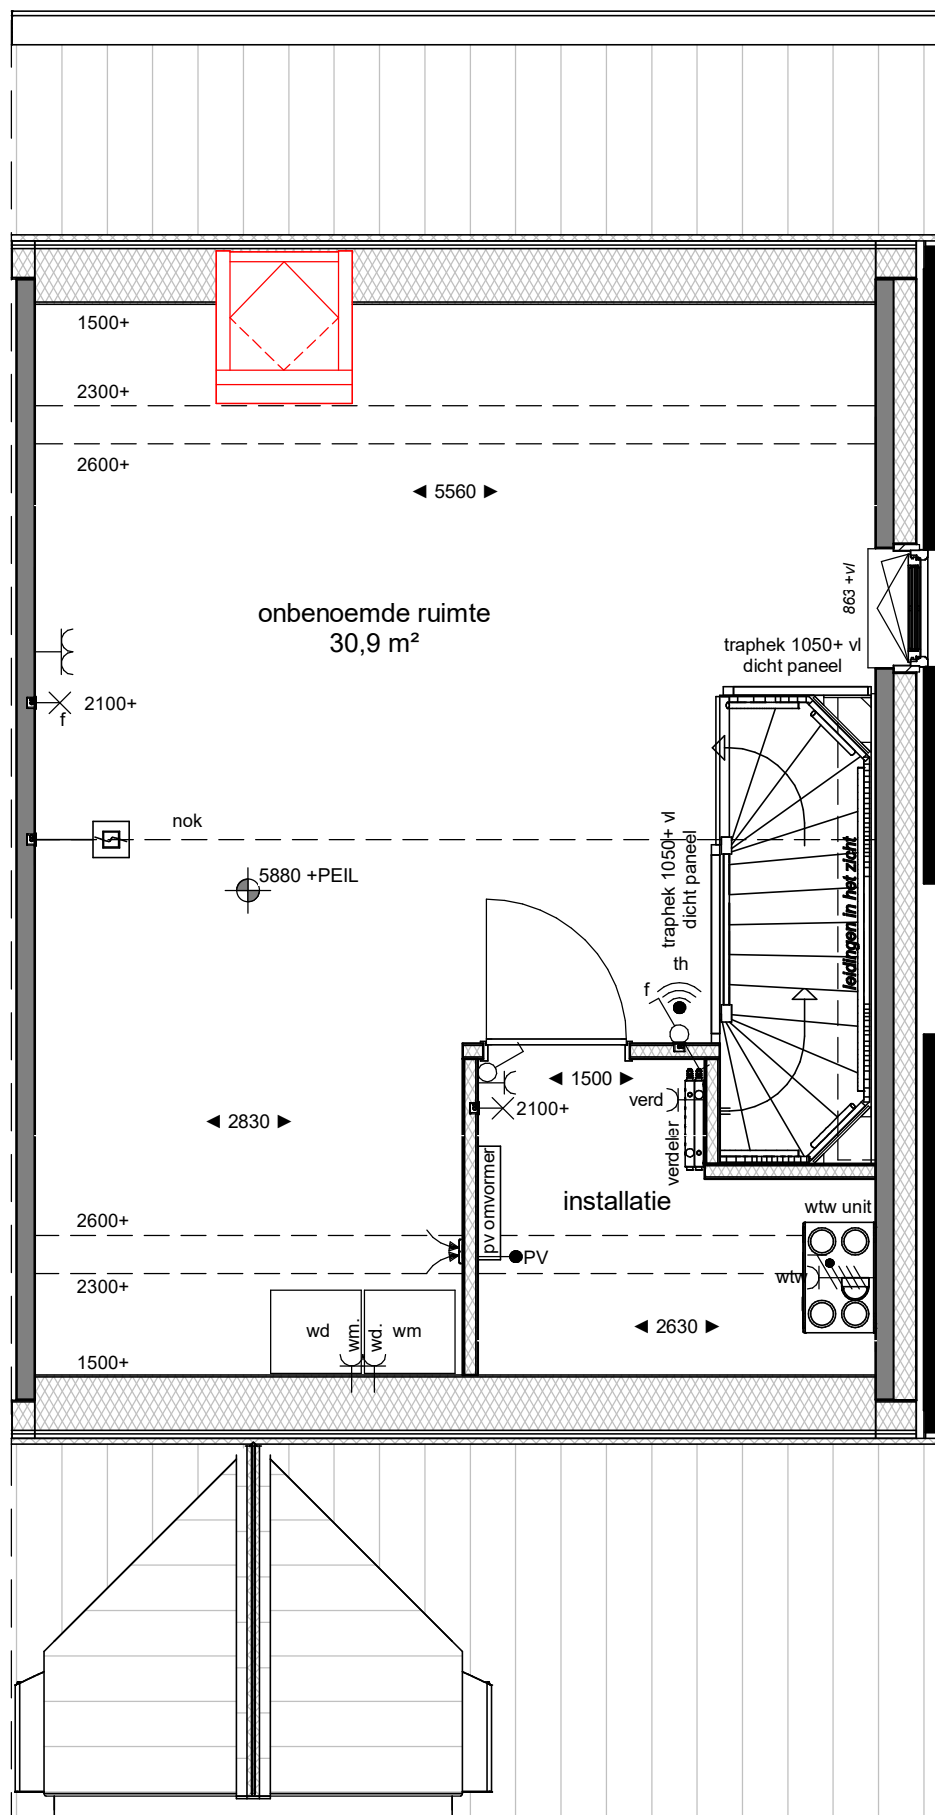 1500+
2300+
2600+
5560
863 +vl
onbenoemde ruimte
30,9 m²
traphek 1050+ vl
dicht paneel
2100+
f
nok
traphek 1050+ vl
dicht paneel
leidingen in het zicht
5880 +PEIL
th
f
1500
verd
2100+
2830
verdeler
pv omvormer
installatie
wtw unit
2600+
PV
wtw
2300+
wd
wm.
wd.
wm
2630
1500+